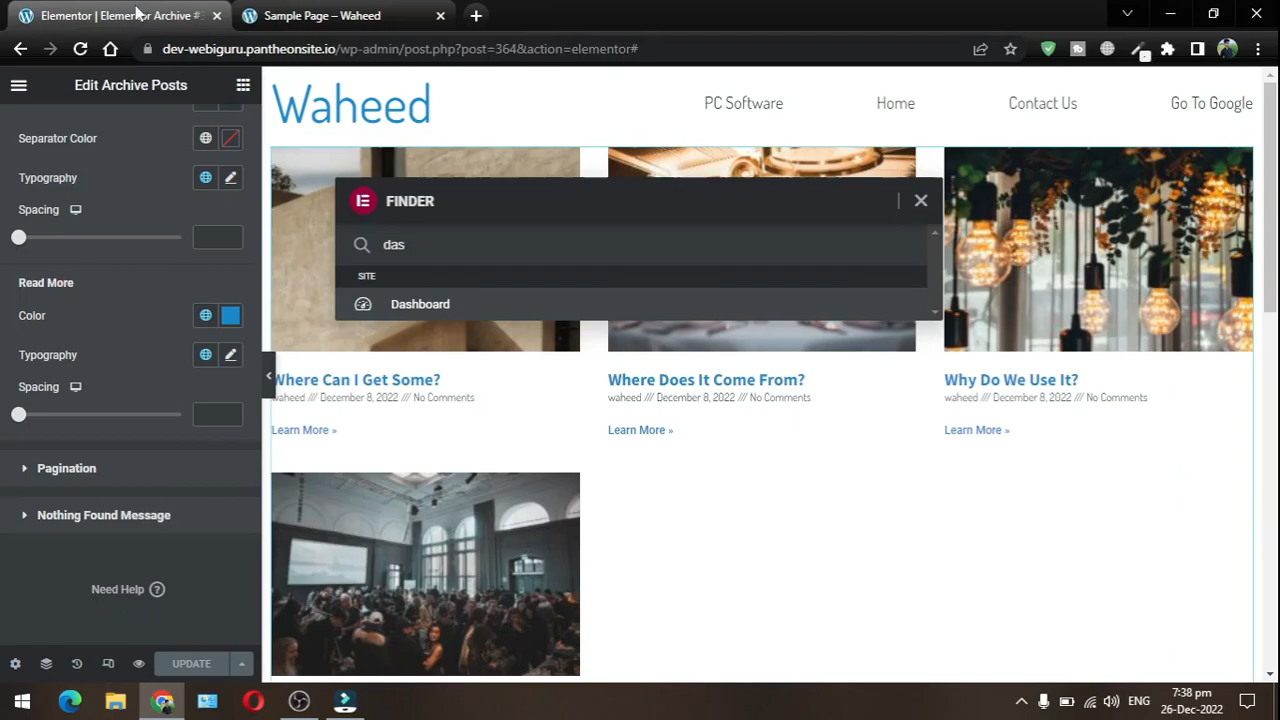 Elementor | Elementor Archive #3
Sample Page – Waheed
dev-webiguru.pantheonsite.io/wp-admin/post.php?post=364&action=elementor#
Edit Archive Posts
Separator Color
Typography
Spacing
Read More
Color
Typography
Spacing
Pagination
Nothing Found Message
Need Help
UPDATE
Waheed
PC Software
Home
Contact Us
Go To Google
FINDER
das
SITE
Dashboard
Where Can I Get Some?
waheed /// December 8, 2022 /// No Comments
Learn More »
Where Does It Come From?
waheed /// December 8, 2022 /// No Comments
Learn More »
Why Do We Use It?
waheed /// December 8, 2022 /// No Comments
Learn More »
ENG
7:38 pm
26-Dec-2022